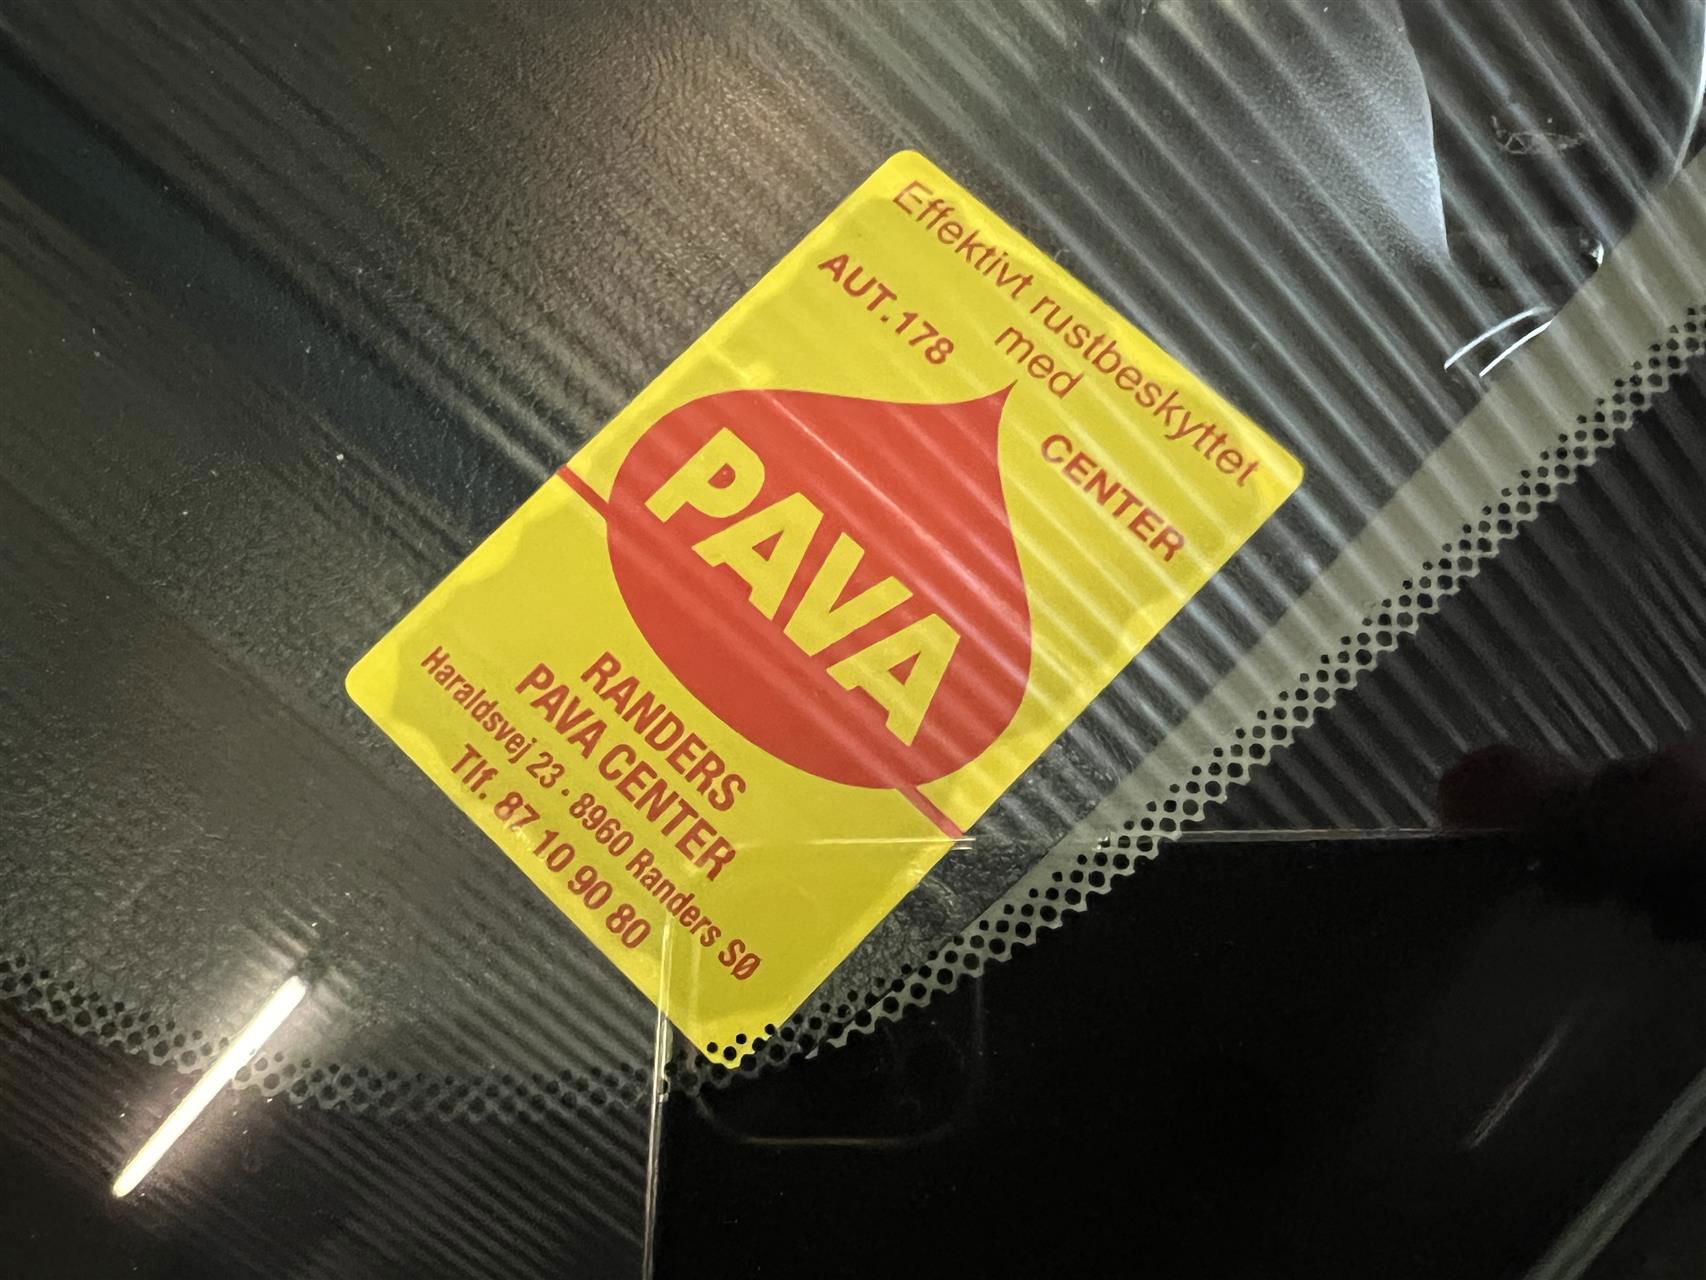 Effektivt rustbeskyttet
med
AUT.178 CENTER
PAVA
RANDERS
PAVA CENTER
Haraldsvej 23 · 8960 Randers SØ
Tlf. 87 10 90 80